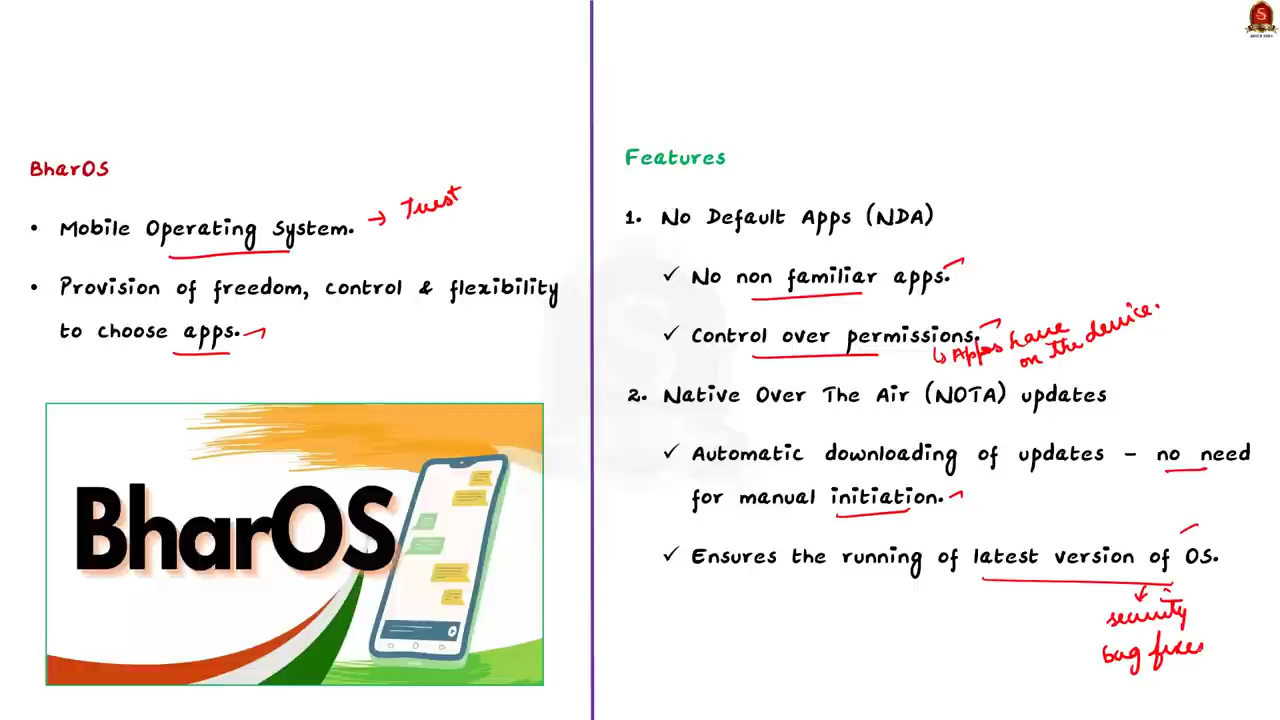 BharOS
• Mobile Operating System. → Trust
• Provision of freedom, control & flexibility
to choose apps.
BharOS
Features
1. No Default Apps (NDA)
✓ No non familiar apps.
✓ Control over permissions.
↳ Apps have
on the device.
2. Native Over The Air (NOTA) updates
✓ Automatic downloading of updates – no need
for manual initiation.
✓ Ensures the running of latest version of OS.
security
bug fixes
S